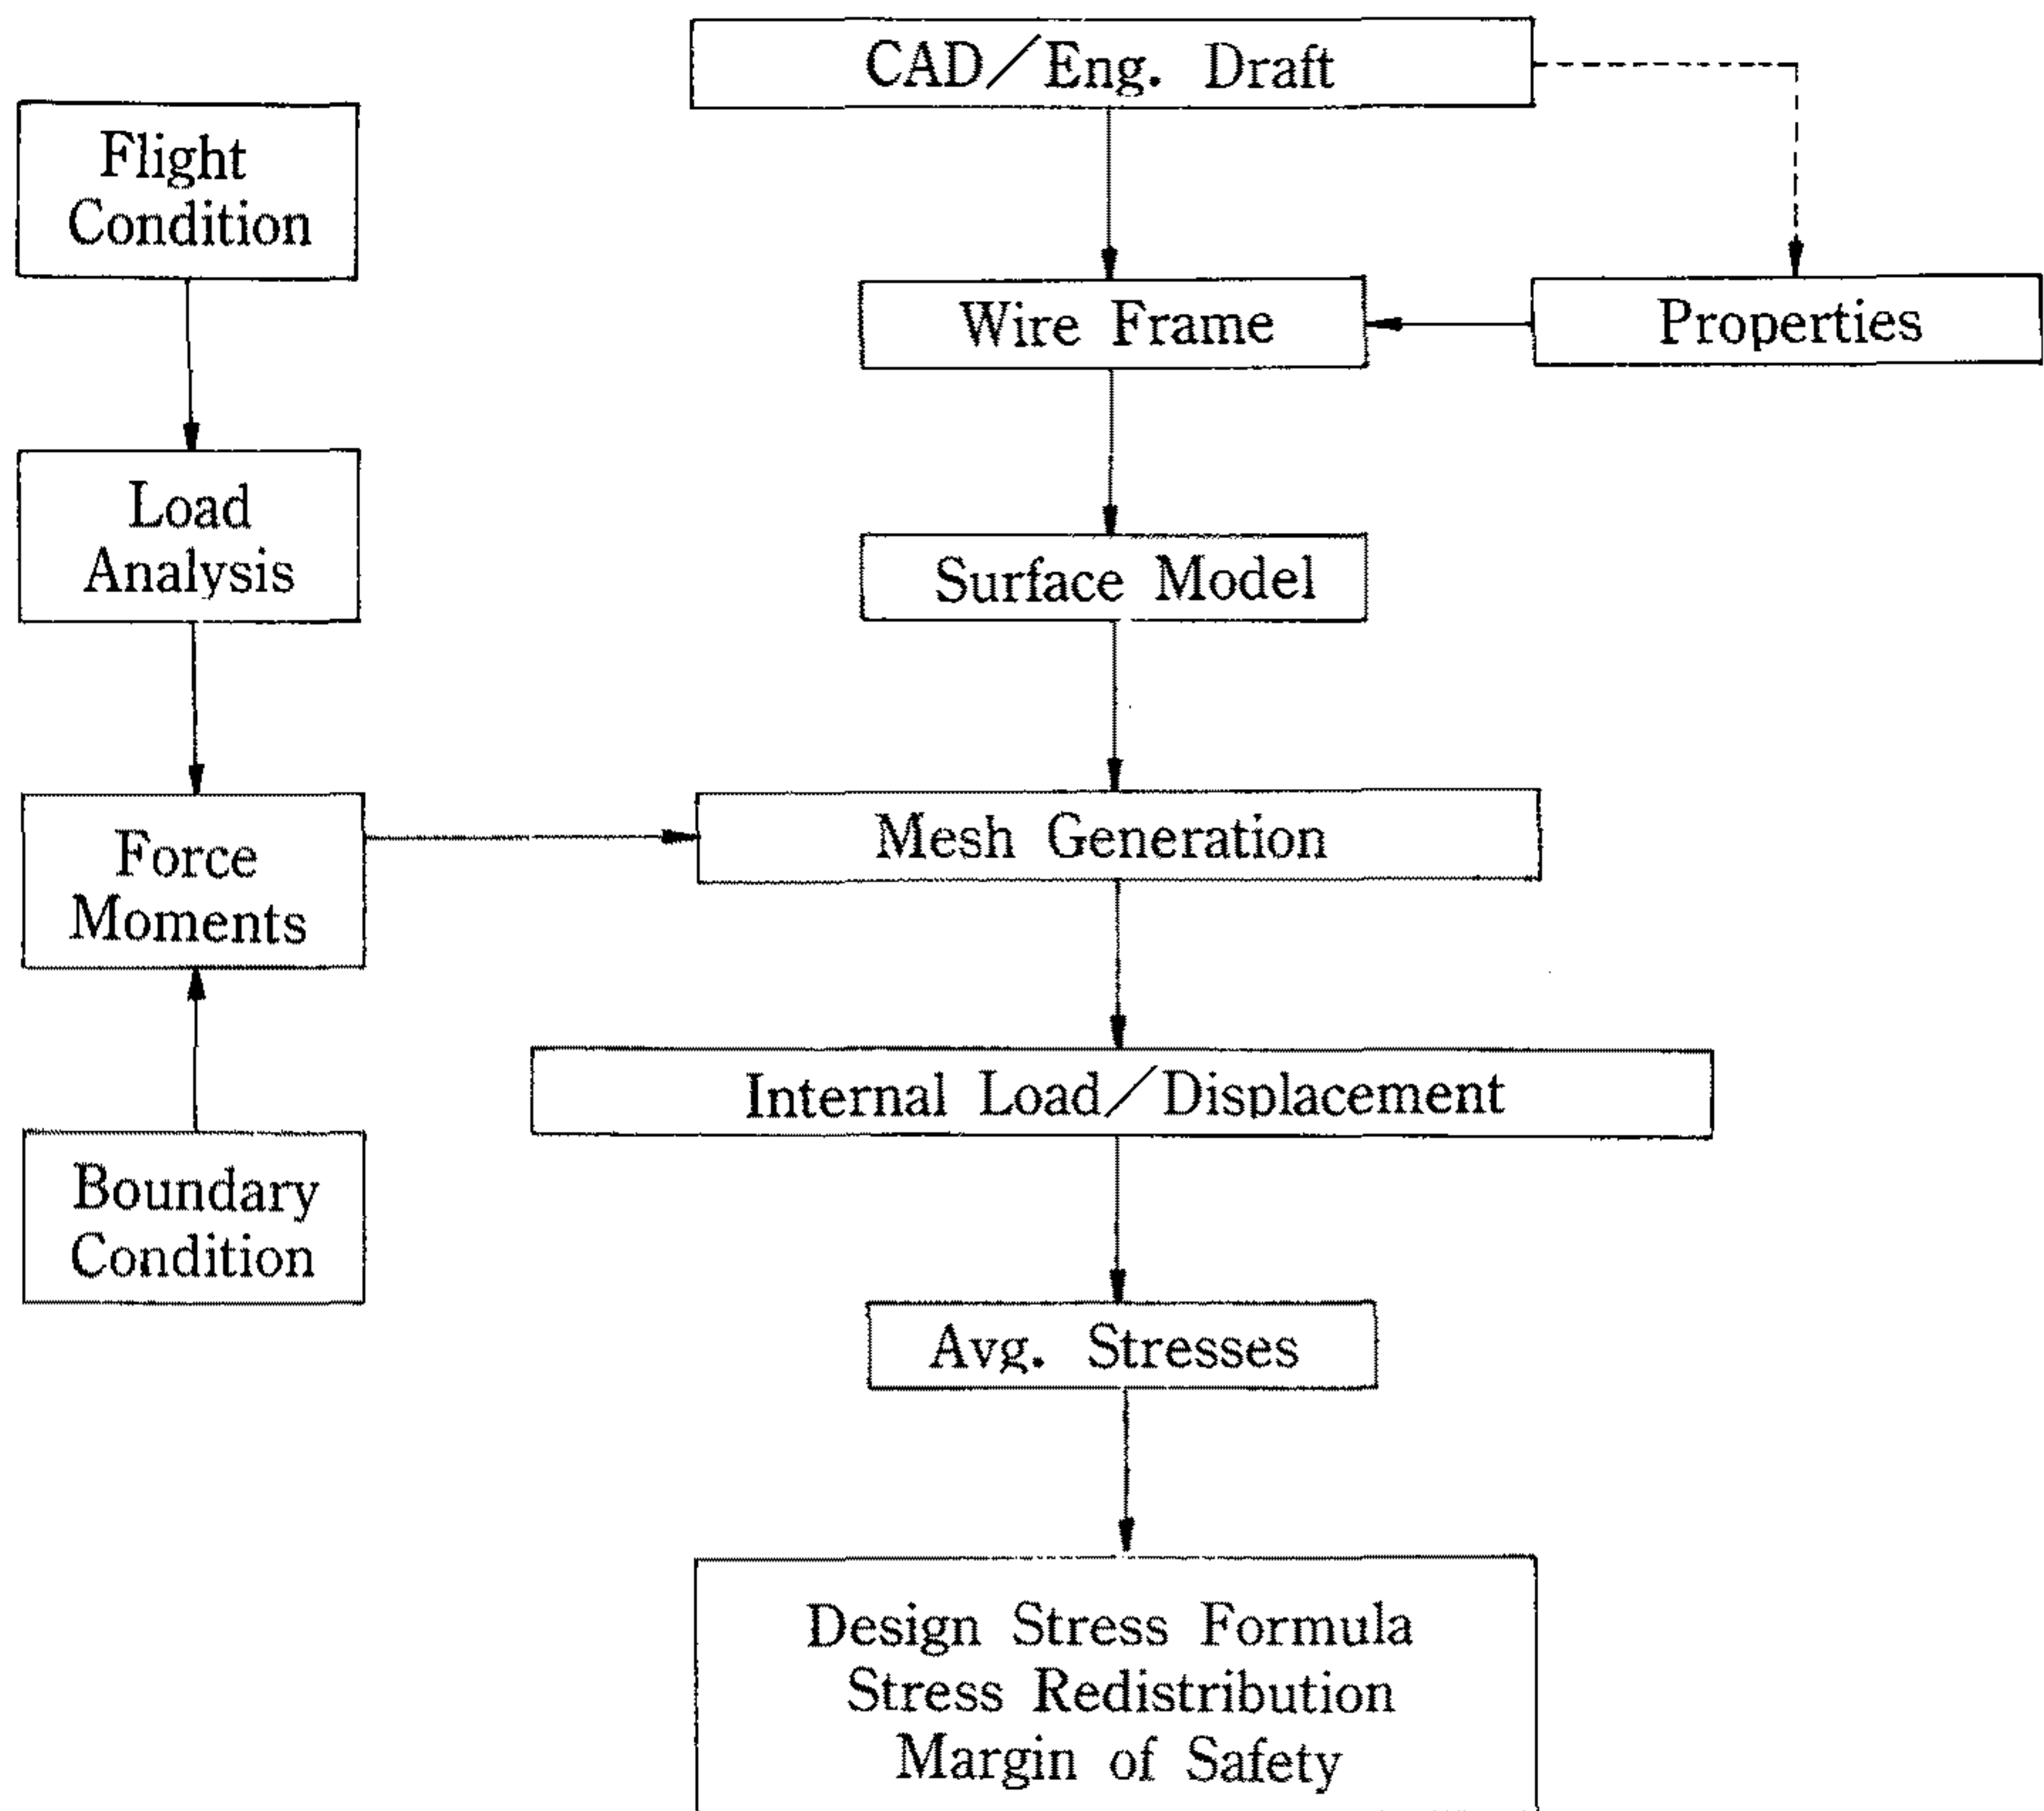 CAD/Eng. Draft
Flight
Condition
Wire Frame
Properties
Load
Analysis
Surface Model
Force
Moments
Mesh Generation
Internal Load/Displacement
Boundary
Condition
Avg. Stresses
Design Stress Formula
Stress Redistribution
Margin of Safety